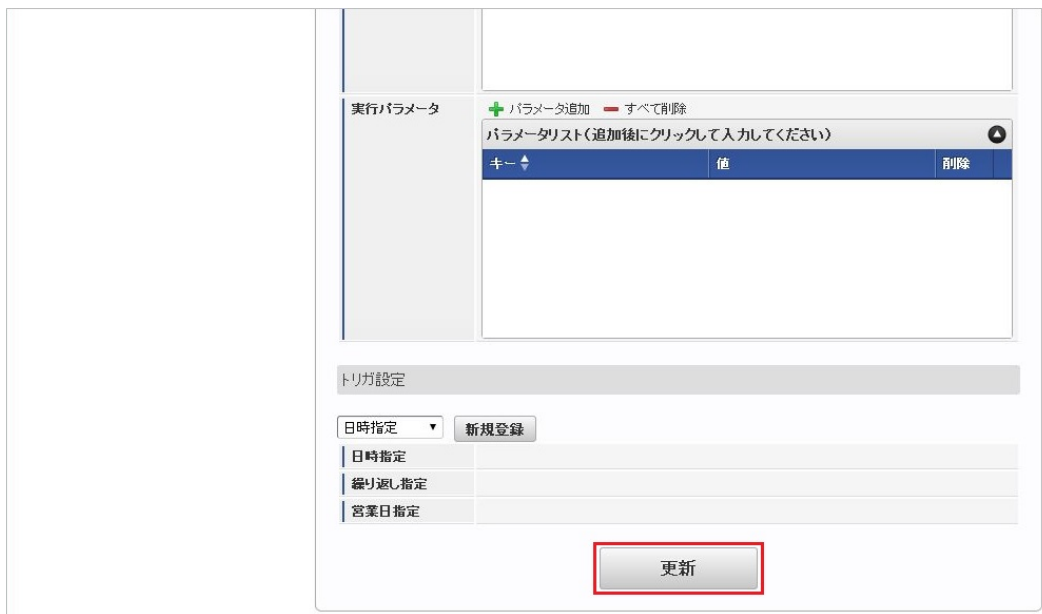 実行パラメータ
パラメータ追加 すべて削除
パラメータリスト(追加後にクリックして入力してください)
キー 値 削除
トリガ設定
日時指定 新規登録
日時指定
繰り返し指定
営業日指定
更新